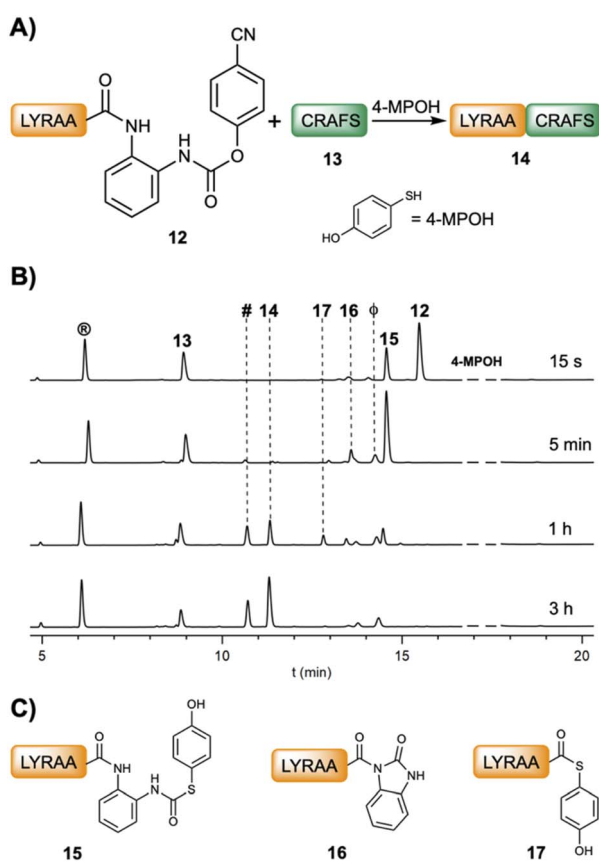 A)
CN
O
LYRAA
NH
NH
O
O
12
+
CRAFS
13
4-MPOH
LYRAA CRAFS
14
SH
HO
= 4-MPOH
B)
® 13 # 14 17 16 ϕ 15 12
4-MPOH
15 s
5 min
1 h
3 h
5 10 15 20
t (min)
C)
OH
O
LYRAA
NH
NH
S
O
15
LYRAA
O
O
N
NH
16
LYRAA
O
S
OH
17